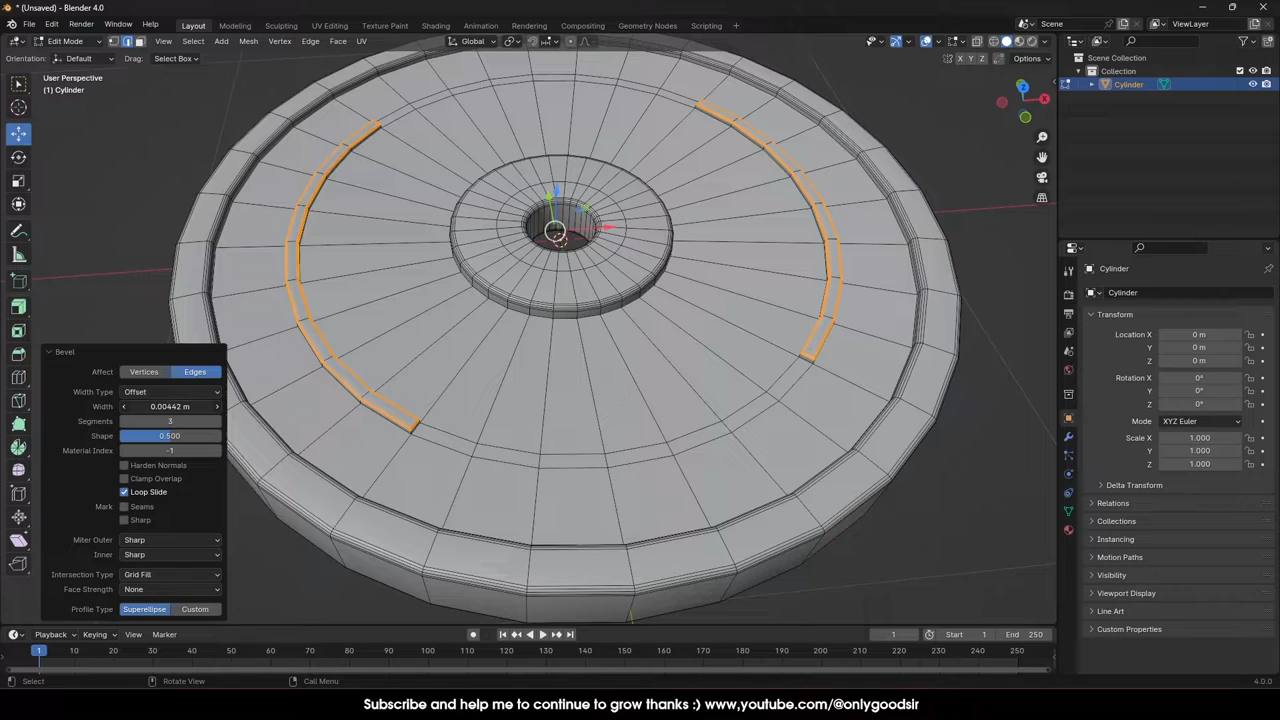 * (Unsaved) - Blender 4.0
File Edit Render Window Help Layout Modeling Sculpting UV Editing Texture Paint Shading Animation Rendering Compositing Geometry Nodes Scripting + Scene ViewLayer
Edit Mode View Select Add Mesh Vertex Edge Face UV Global
Orientation: Default Drag: Select Box X Y Z Options
User Perspective
(1) Cylinder
Scene Collection
Collection
Cylinder
Cylinder
Cylinder
Transform
Location X 0 m
Y 0 m
Z 0 m
Rotation X 0°
Y 0°
Z 0°
Mode XYZ Euler
Scale X 1.000
Y 1.000
Z 1.000
Delta Transform
Relations
Collections
Instancing
Motion Paths
Visibility
Viewport Display
Line Art
Custom Properties
Bevel
Affect Vertices Edges
Width Type Offset
Width 0.00442 m
Segments 3
Shape 0.500
Material Index -1
Harden Normals
Clamp Overlap
Loop Slide
Mark Seams
Sharp
Miter Outer Sharp
Inner Sharp
Intersection Type Grid Fill
Face Strength None
Profile Type Superellipse Custom
Playback Keying View Marker 1 Start 1 End 250
1 10 20 30 40 50 60 70 80 90 100 110 120 130 140 150 160 170 180 190 200 210 220 230 240 250
Select Rotate View Call Menu 4.0.0
Subscribe and help me to continue to grow thanks :) www,youtube.com/@onlygoodsir